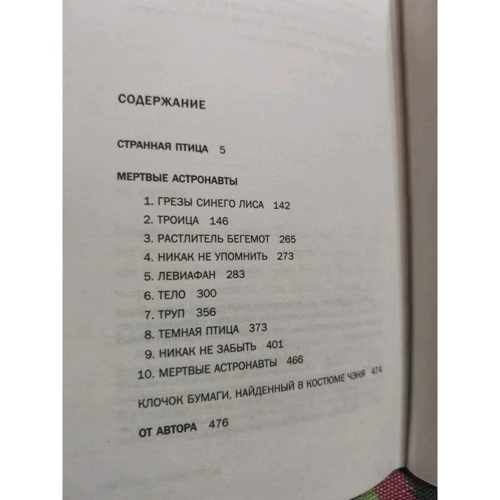 СОДЕРЖАНИЕ
СТРАННАЯ ПТИЦА 5
МЕРТВЫЕ АСТРОНАВТЫ
1. ГРЕЗЫ СИНЕГО ЛИСА 142
2. ТРОИЦА 146
3. РАСТЛИТЕЛЬ БЕГЕМОТ 265
4. НИКАК НЕ УПОМНИТЬ 273
5. ЛЕВИАФАН 283
6. ТЕЛО 300
7. ТРУП 356
8. ТЕМНАЯ ПТИЦА 373
9. НИКАК НЕ ЗАБЫТЬ 401
10. МЕРТВЫЕ АСТРОНАВТЫ 466
КЛОЧОК БУМАГИ, НАЙДЕННЫЙ В КОСТЮМЕ ЧЭНЯ 474
ОТ АВТОРА 476